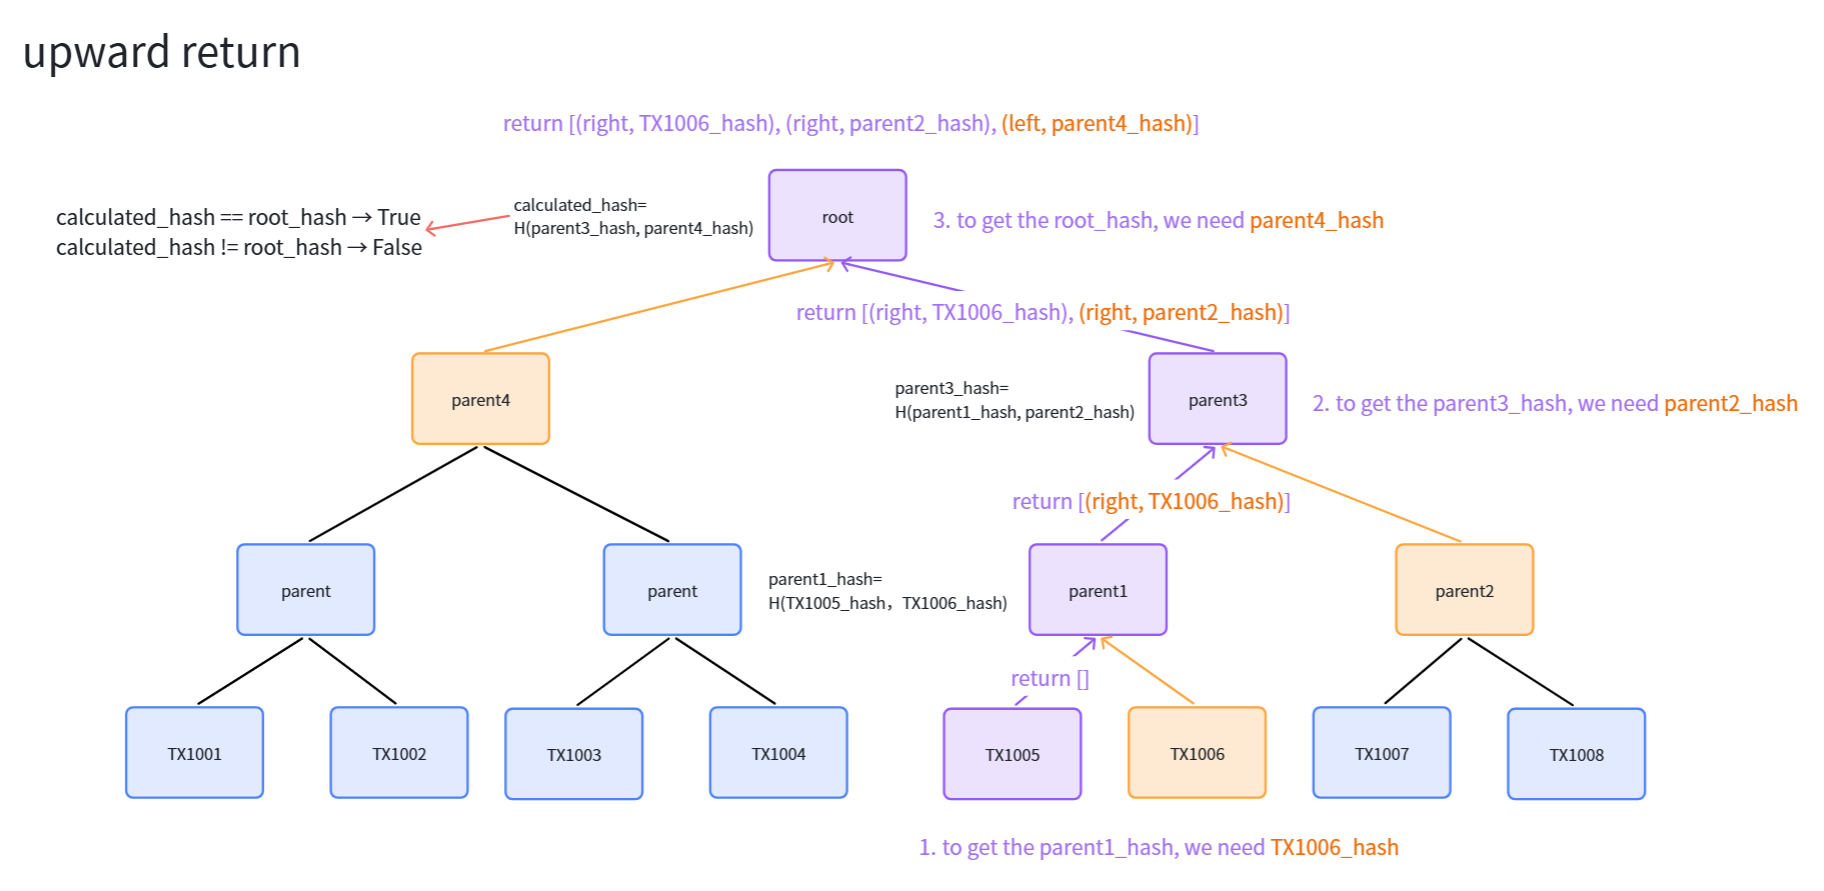 upward return
return [(right, TX1006_hash), (right, parent2_hash), (left, parent4_hash)]
calculated_hash == root_hash → True
calculated_hash != root_hash → False
calculated_hash=
H(parent3_hash, parent4_hash)
root
3. to get the root_hash, we need parent4_hash
return [(right, TX1006_hash), (right, parent2_hash)]
parent4
parent3_hash=
H(parent1_hash, parent2_hash)
parent3
2. to get the parent3_hash, we need parent2_hash
return [(right, TX1006_hash)]
parent
parent
parent1_hash=
H(TX1005_hash，TX1006_hash)
parent1
parent2
return []
TX1001
TX1002
TX1003
TX1004
TX1005
TX1006
TX1007
TX1008
1. to get the parent1_hash, we need TX1006_hash